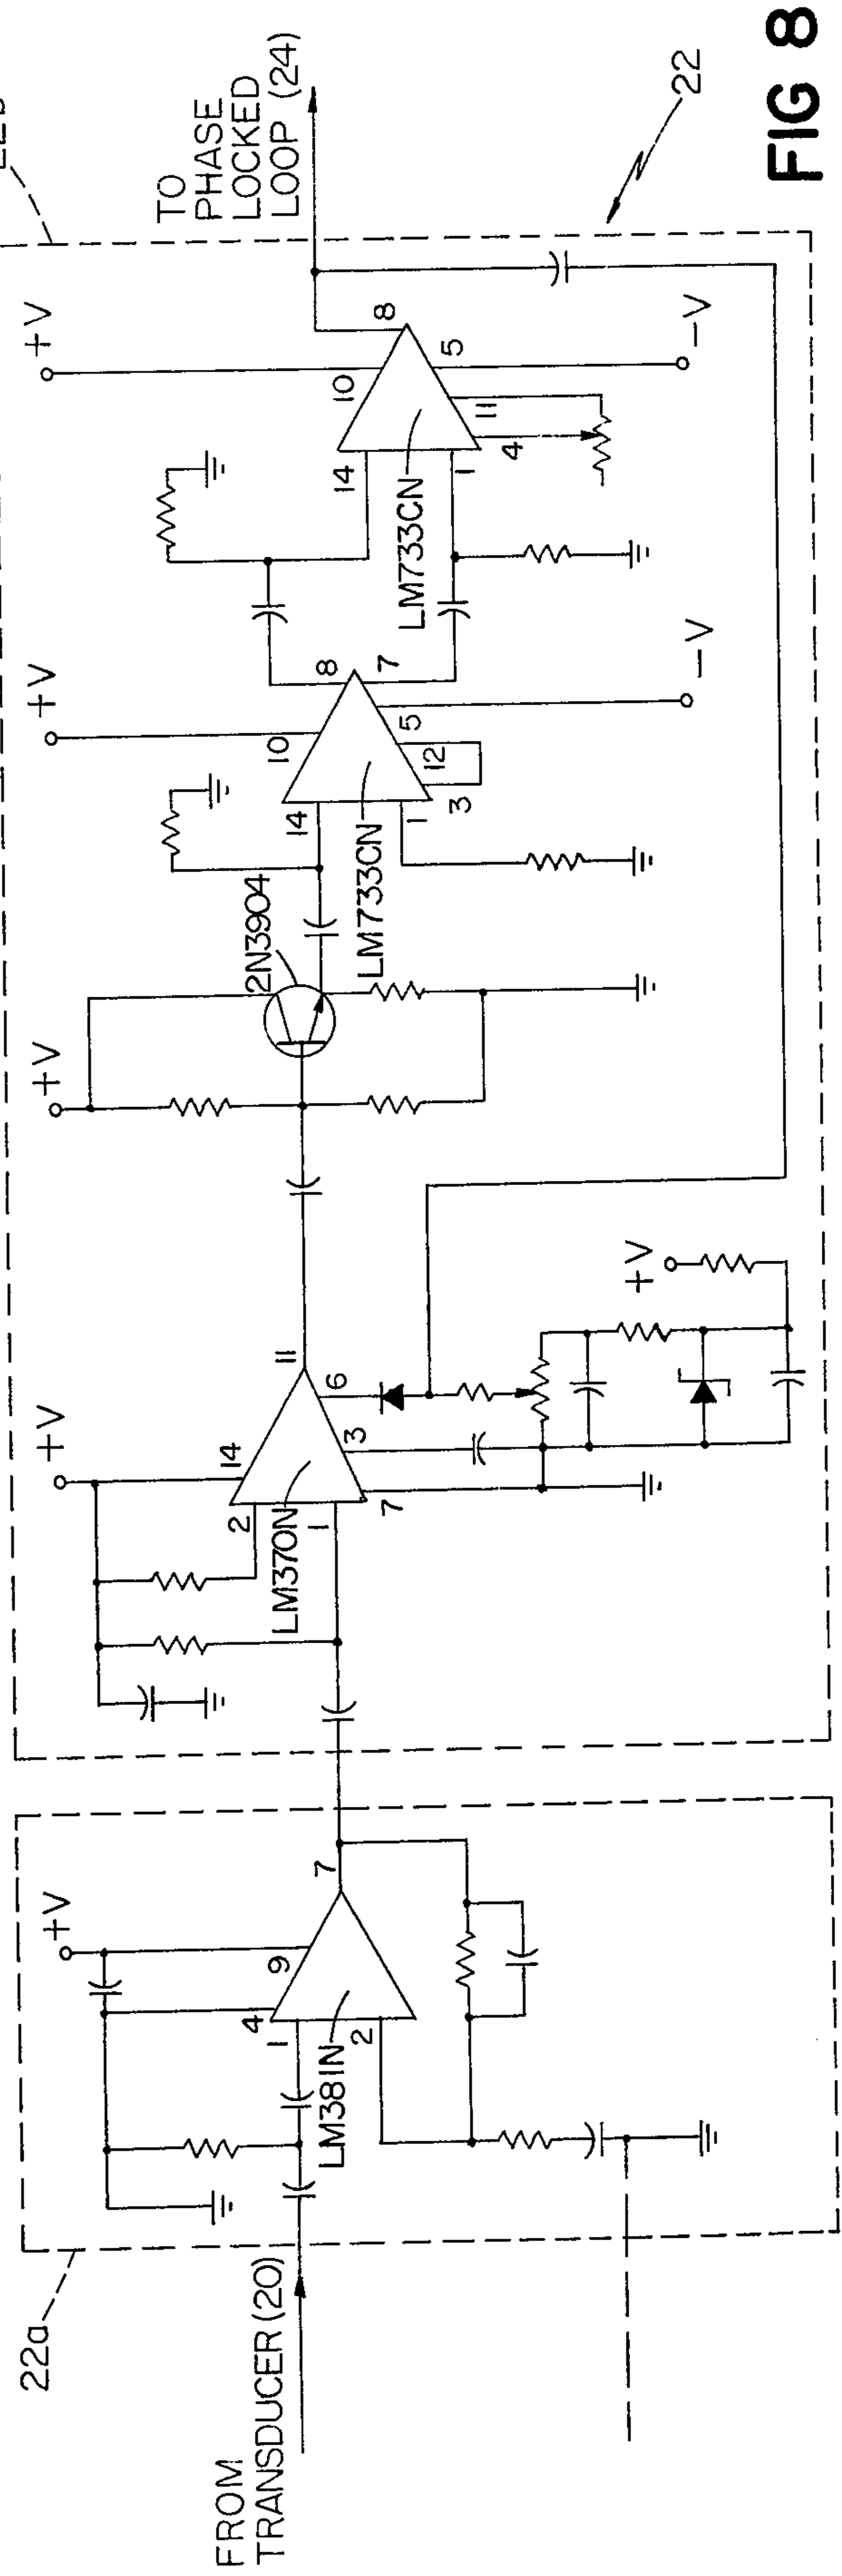 22a
FROM
TRANSDUCER (20)
+V
4
9
1
2
7
LM381N
+V
2
14
1
7
3
6
11
LM370N
+V
+V
2N3904
+V
14
10
8
7
1
3
12
5
LM733CN
-V
+V
14
10
8
1
4
11
5
LM733CN
-V
TO
PHASE
LOCKED
LOOP (24)
22
FIG 8